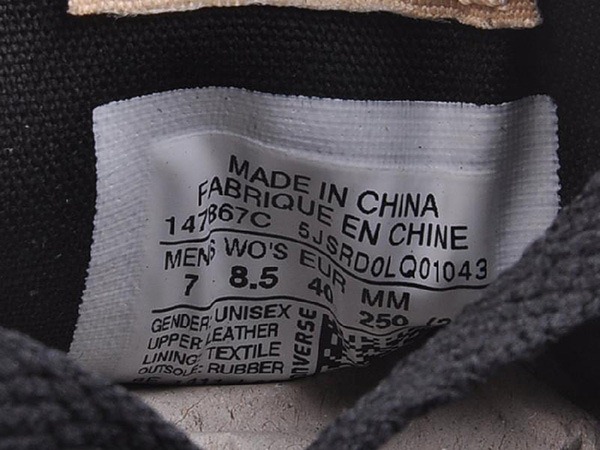 MADE IN CHINA
FABRIQUE EN CHINE
147867C 5JSRD0LQ01043
MENS WO'S EUR MM
7 8.5 40 250
GENDER: UNISEX
UPPER: LEATHER
LINING: TEXTILE
OUTSOLE: RUBBER